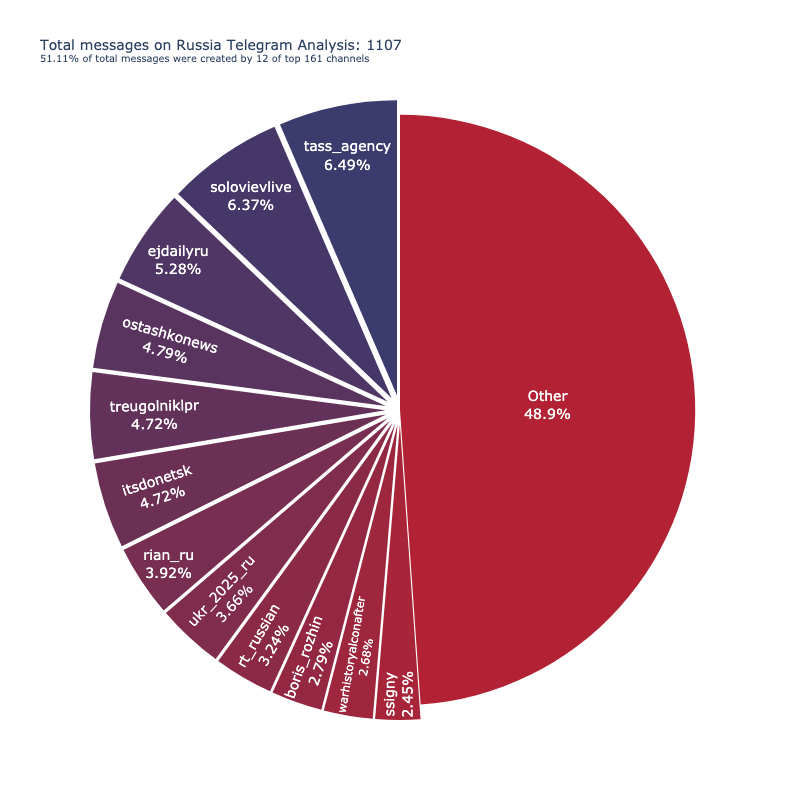 Total messages on Russia Telegram Analysis: 1107
51.11% of total messages were created by 12 of top 161 channels
tass_agency
6.49%
solovievlive
6.37%
ejdailyru
5.28%
ostashkonews
4.79%
treugolniklpr
4.72%
itsdonetsk
4.72%
rian_ru
3.92%
ukr_2025_ru
3.66%
rt_russian
3.24%
boris_rozhin
2.79%
warhistoryalconafter
2.68%
ssigny
2.45%
Other
48.9%